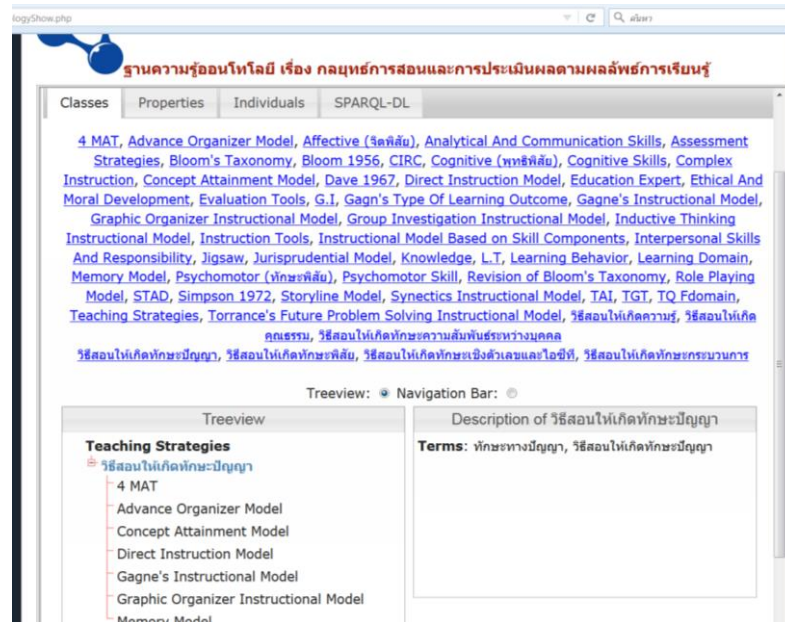 logyShow.php
ค้นหา
ฐานความรู้ออนโทโลยี เรื่อง กลยุทธ์การสอนและการประเมินผลตามผลลัพธ์การเรียนรู้
Classes Properties Individuals SPARQL-DL
4 MAT, Advance Organizer Model, Affective (จิตพิสัย), Analytical And Communication Skills, Assessment
Strategies, Bloom's Taxonomy, Bloom 1956, CIRC, Cognitive (พุทธิพิสัย), Cognitive Skills, Complex
Instruction, Concept Attainment Model, Dave 1967, Direct Instruction Model, Education Expert, Ethical And
Moral Development, Evaluation Tools, G.I, Gagn's Type Of Learning Outcome, Gagne's Instructional Model,
Graphic Organizer Instructional Model, Group Investigation Instructional Model, Inductive Thinking
Instructional Model, Instruction Tools, Instructional Model Based on Skill Components, Interpersonal Skills
And Responsibility, Jigsaw, Jurisprudential Model, Knowledge, L.T, Learning Behavior, Learning Domain,
Memory Model, Psychomotor (ทักษะพิสัย), Psychomotor Skill, Revision of Bloom's Taxonomy, Role Playing
Model, STAD, Simpson 1972, Storyline Model, Synectics Instructional Model, TAI, TGT, TQ Fdomain,
Teaching Strategies, Torrance's Future Problem Solving Instructional Model, วิธีสอนให้เกิดความรู้, วิธีสอนให้เกิด
คุณธรรม, วิธีสอนให้เกิดทักษะความสัมพันธ์ระหว่างบุคคล
วิธีสอนให้เกิดทักษะปัญญา, วิธีสอนให้เกิดทักษะพิสัย, วิธีสอนให้เกิดทักษะเชิงตัวเลขและไอซีที, วิธีสอนให้เกิดทักษะกระบวนการ
Treeview: Navigation Bar:
Treeview
Description of วิธีสอนให้เกิดทักษะปัญญา
Teaching Strategies
Terms: ทักษะทางปัญญา, วิธีสอนให้เกิดทักษะปัญญา
วิธีสอนให้เกิดทักษะปัญญา
4 MAT
Advance Organizer Model
Concept Attainment Model
Direct Instruction Model
Gagne's Instructional Model
Graphic Organizer Instructional Model
Memory Model